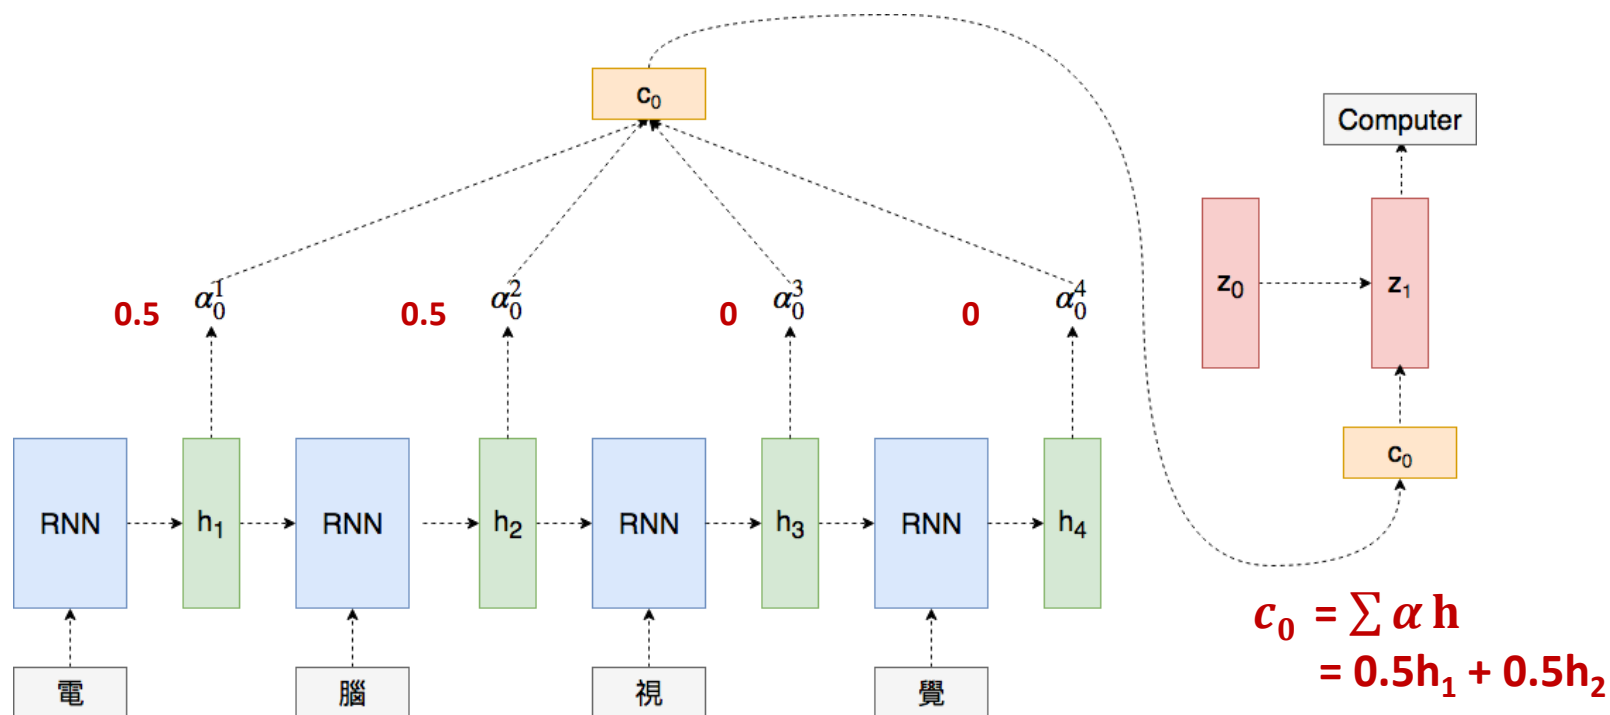 c₀
Computer
0.5 α₀¹ 0.5 α₀² 0 α₀³ 0 α₀⁴
z₀ z₁
c₀
RNN h₁ RNN h₂ RNN h₃ RNN h₄
c₀ = ∑ α h
= 0.5h₁ + 0.5h₂
電 腦 視 覺